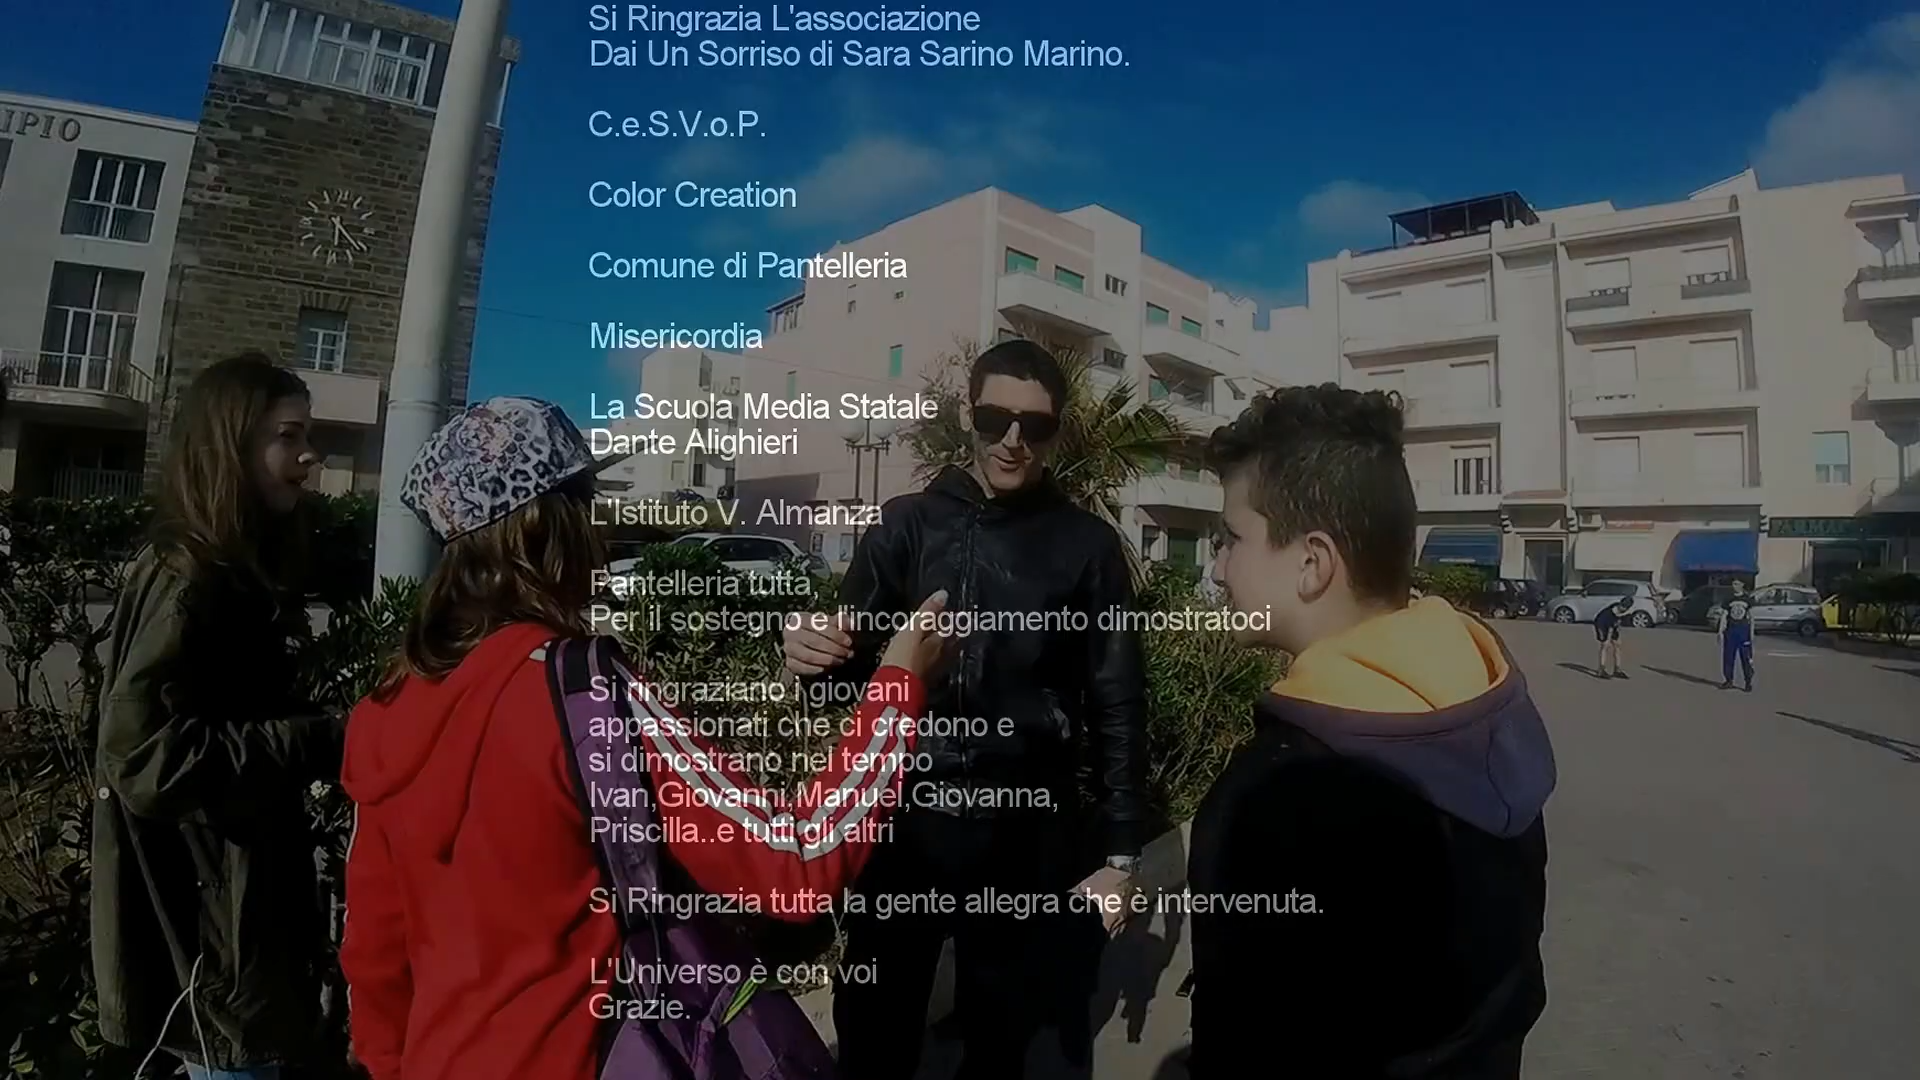 Si Ringrazia L'associazione
Dai Un Sorriso di Sara Sarino Marino.
C.e.S.V.o.P.
Color Creation
Comune di Pantelleria
Misericordia
La Scuola Media Statale
Dante Alighieri
L'Istituto V. Almanza
Pantelleria tutta,
Per il sostegno e l'incoraggiamento dimostratoci
Si ringraziano i giovani
appassionati che ci credono e
si dimostrano nel tempo
Ivan,Giovanni,Manuel,Giovanna,
Priscilla..e tutti gli altri
Si Ringrazia tutta la gente allegra che è intervenuta.
L'Universo è con voi
Grazie.
IPIO